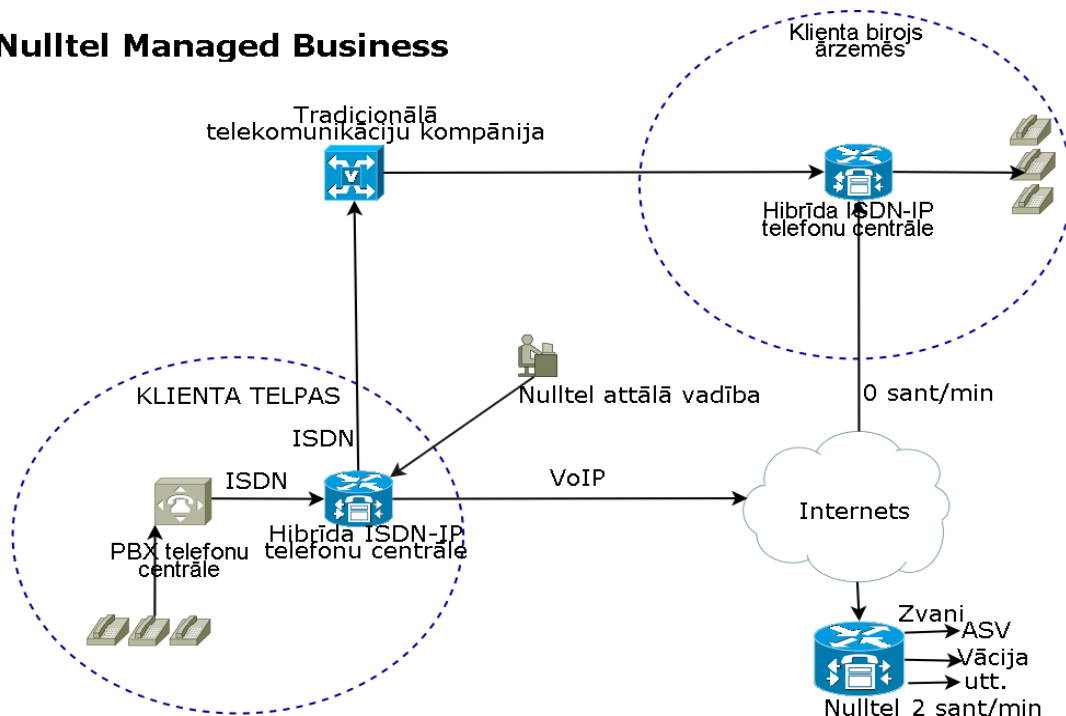 Nulltel Managed Business
Klienta birojs
ārzemēs
Tradicionālā
telekomunikāciju kompānija
V
Hibrīda ISDN-IP
telefonu centrāle
KLIENTA TELPAS
Nulltel attālā vadība
0 sant/min
ISDN
ISDN
VoIP
Internets
PBX telefonu
centrāle
Hibrīda ISDN-IP
telefonu centrāle
Zvani
ASV
Vācija
utt.
Nulltel 2 sant/min